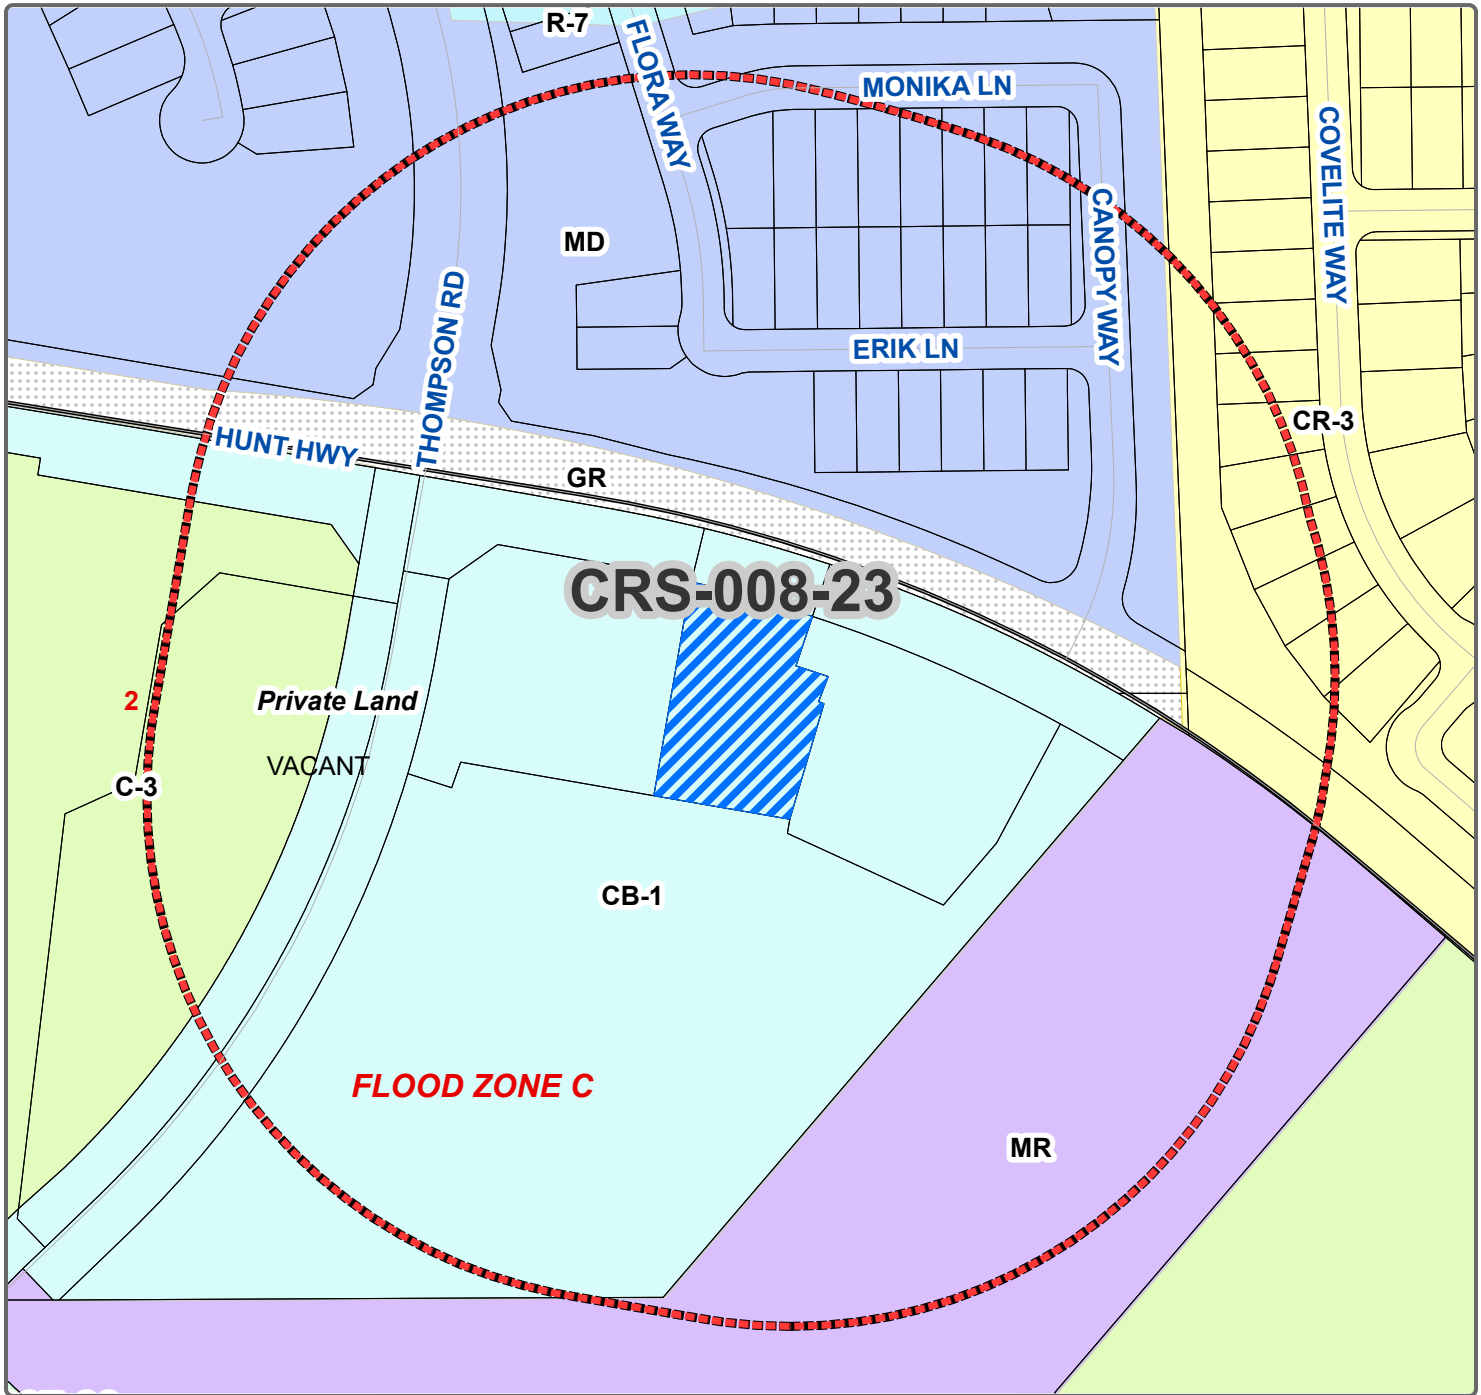 R-7
FLORA WAY
MONIKA LN
COVELITE WAY
CANOPY WAY
MD
THOMPSON RD
ERIK LN
CR-3
HUNT HWY
GR
CRS-008-23
2
Private Land
VACANT
C-3
CB-1
FLOOD ZONE C
MR